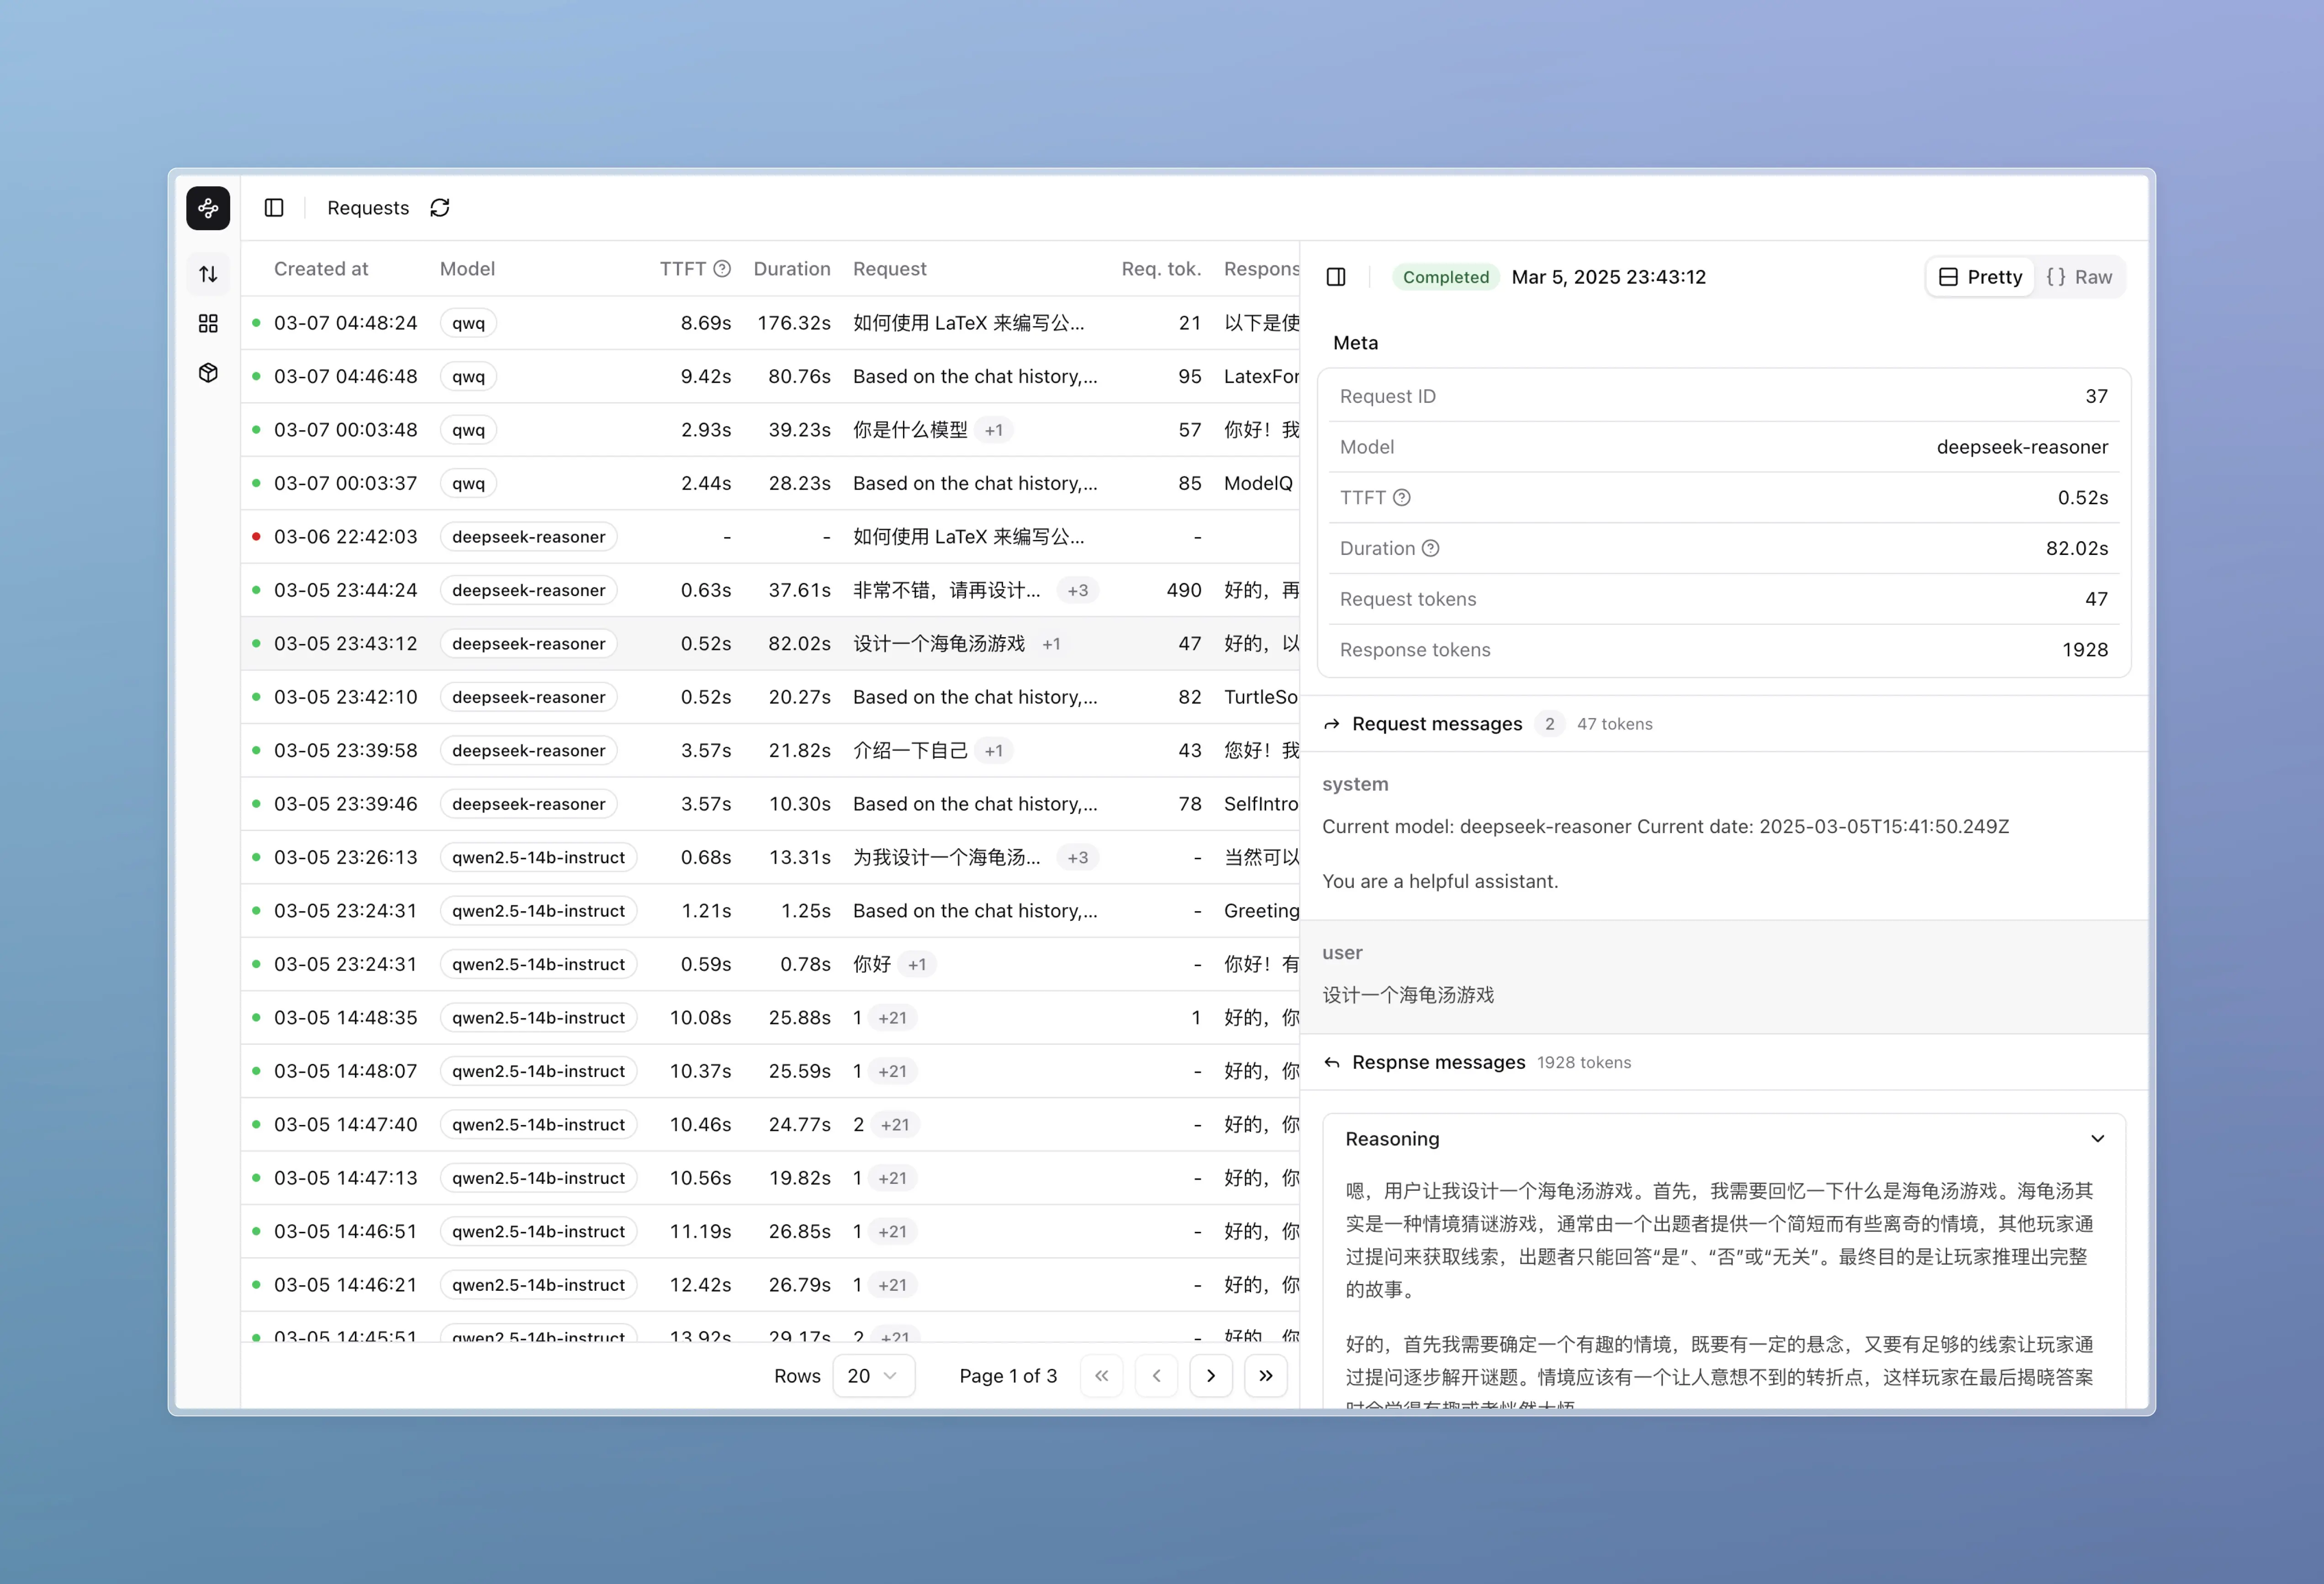 Requests
Created at Model TTFT Duration Request Req. tok. Respons
03-07 04:48:24 qwq 8.69s 176.32s 如何使用 LaTeX 来编写公... 21 以下是使
03-07 04:46:48 qwq 9.42s 80.76s Based on the chat history,... 95 LatexFor
03-07 00:03:48 qwq 2.93s 39.23s 你是什么模型 +1 57 你好！我
03-07 00:03:37 qwq 2.44s 28.23s Based on the chat history,... 85 ModelQ
03-06 22:42:03 deepseek-reasoner - - 如何使用 LaTeX 来编写公... -
03-05 23:44:24 deepseek-reasoner 0.63s 37.61s 非常不错，请再设计... +3 490 好的，再
03-05 23:43:12 deepseek-reasoner 0.52s 82.02s 设计一个海龟汤游戏 +1 47 好的，以
03-05 23:42:10 deepseek-reasoner 0.52s 20.27s Based on the chat history,... 82 TurtleSo
03-05 23:39:58 deepseek-reasoner 3.57s 21.82s 介绍一下自己 +1 43 您好！我
03-05 23:39:46 deepseek-reasoner 3.57s 10.30s Based on the chat history,... 78 SelfIntro
03-05 23:26:13 qwen2.5-14b-instruct 0.68s 13.31s 为我设计一个海龟汤... +3 - 当然可以
03-05 23:24:31 qwen2.5-14b-instruct 1.21s 1.25s Based on the chat history,... - Greeting
03-05 23:24:31 qwen2.5-14b-instruct 0.59s 0.78s 你好 +1 - 你好！有
03-05 14:48:35 qwen2.5-14b-instruct 10.08s 25.88s 1 +21 1 好的，你
03-05 14:48:07 qwen2.5-14b-instruct 10.37s 25.59s 1 +21 - 好的，你
03-05 14:47:40 qwen2.5-14b-instruct 10.46s 24.77s 2 +21 - 好的，你
03-05 14:47:13 qwen2.5-14b-instruct 10.56s 19.82s 1 +21 - 好的，你
03-05 14:46:51 qwen2.5-14b-instruct 11.19s 26.85s 1 +21 - 好的，你
03-05 14:46:21 qwen2.5-14b-instruct 12.42s 26.79s 1 +21 - 好的，你
03-05 14:45:51 qwen2.5-14b-instruct 13.92s 29.17s 2 +21 - 好的，你
Rows 20 Page 1 of 3
Completed Mar 5, 2025 23:43:12 Pretty {} Raw
Meta
Request ID 37
Model deepseek-reasoner
TTFT 0.52s
Duration 82.02s
Request tokens 47
Response tokens 1928
Request messages 2 47 tokens
system
Current model: deepseek-reasoner Current date: 2025-03-05T15:41:50.249Z
You are a helpful assistant.
user
设计一个海龟汤游戏
Respnse messages 1928 tokens
Reasoning
嗯，用户让我设计一个海龟汤游戏。首先，我需要回忆一下什么是海龟汤游戏。海龟汤其
实是一种情境猜谜游戏，通常由一个出题者提供一个简短而有些离奇的情境，其他玩家通
过提问来获取线索，出题者只能回答“是”、“否”或“无关”。最终目的是让玩家推理出完整
的故事。
好的，首先我需要确定一个有趣的情境，既要有一定的悬念，又要有足够的线索让玩家通
过提问逐步解开谜题。情境应该有一个让人意想不到的转折点，这样玩家在最后揭晓答案
时会觉得有趣或者恍然大悟